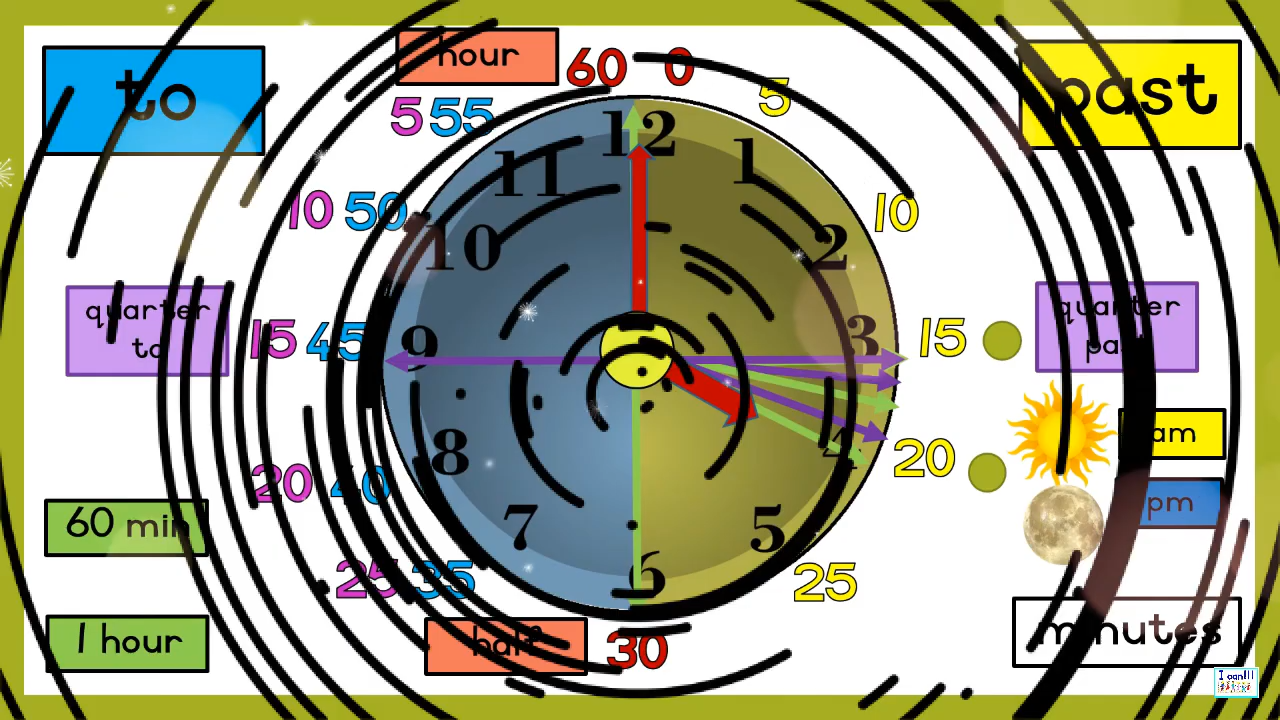 hour
60 0
to
past
5 55
5
12
11
1
10 50
10
10
2
quarter
to
quarter
past
15 45
9
3
15
am
8
4
20
20 40
pm
60 min
7
5
6
25 35
25
1 hour
half
30
minutes
I can!!!